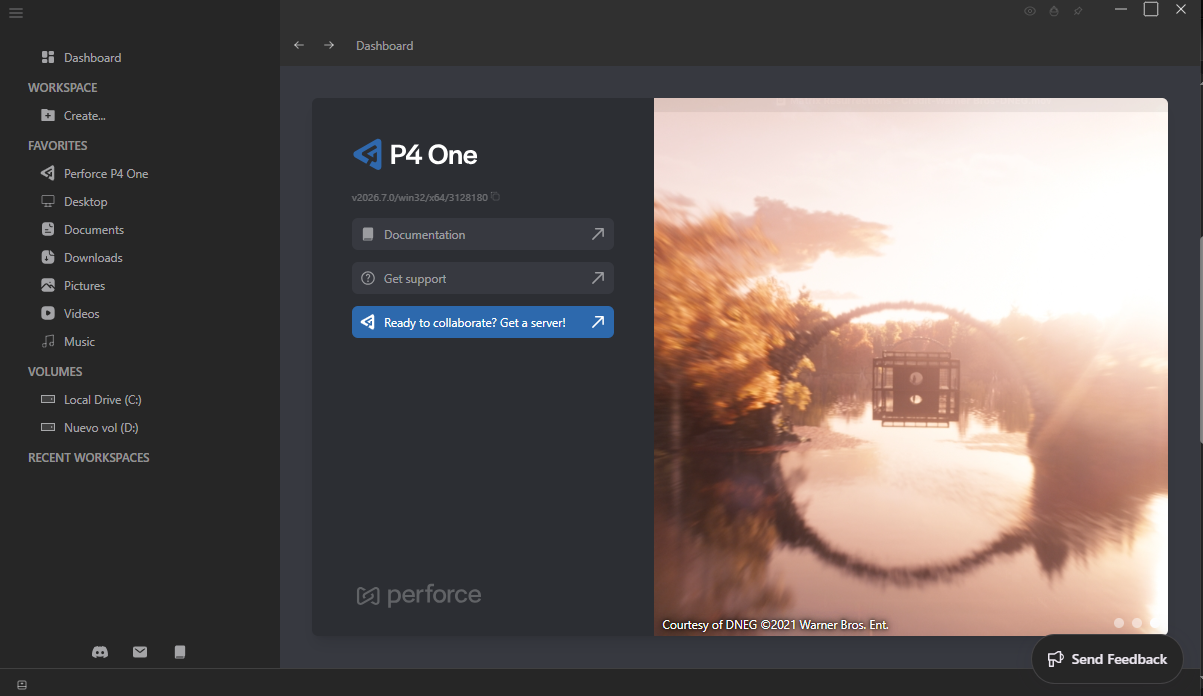 Dashboard
Dashboard
WORKSPACE
Create...
FAVORITES
Perforce P4 One
Desktop
Documents
Downloads
Pictures
Videos
Music
VOLUMES
Local Drive (C:)
Nuevo vol (D:)
RECENT WORKSPACES
P4 One
v2026.7.0/win32/x64/3128180
Documentation
Get support
Ready to collaborate? Get a server!
perforce
Courtesy of DNEG ©2021 Warner Bros. Ent.
Send Feedback